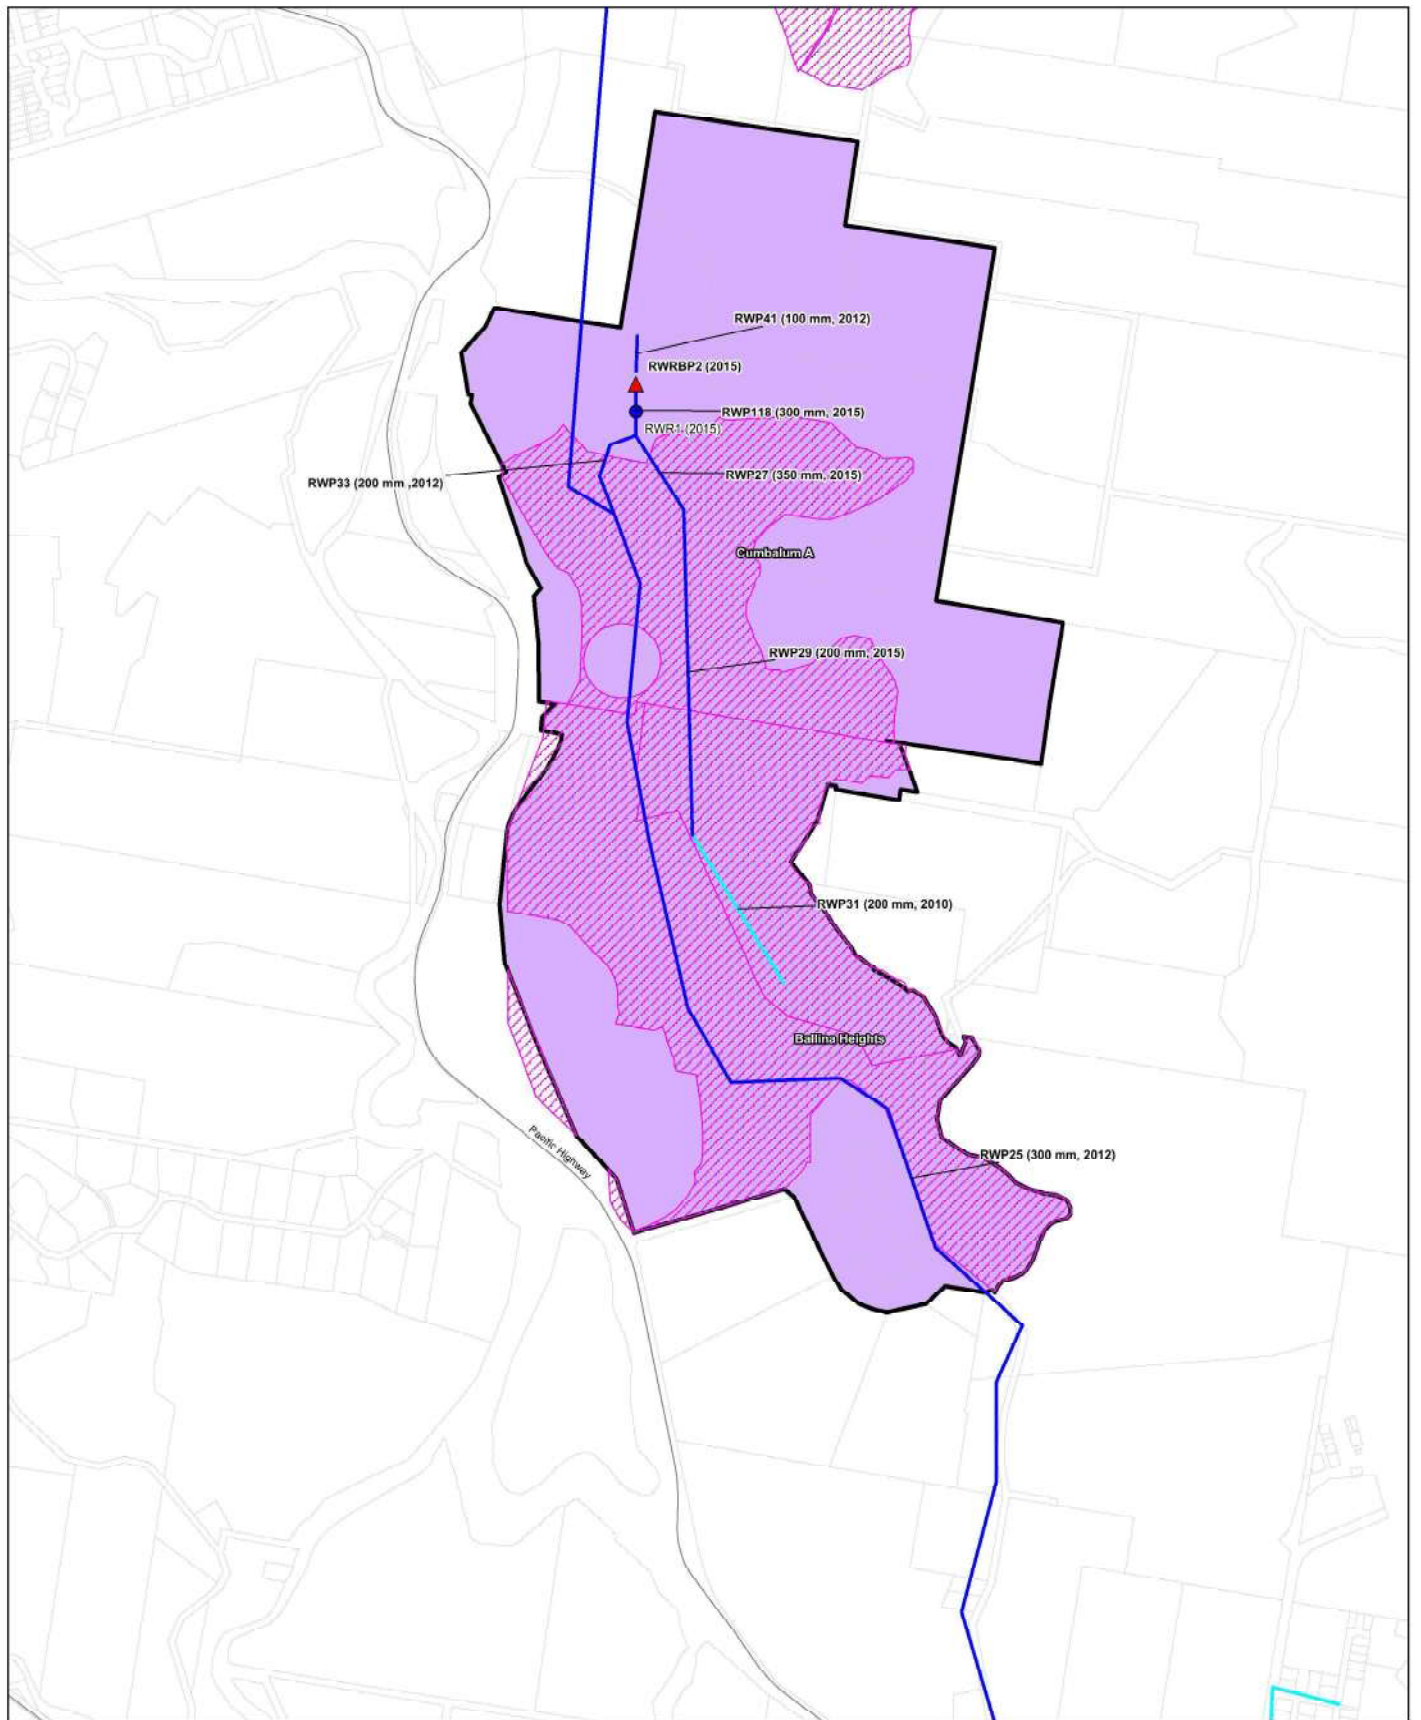 RWP41 (100 mm, 2012)
RWRBP2 (2015)
RWP118 (300 mm, 2015)
RWR1 (2015)
RWP27 (350 mm, 2015)
RWP33 (200 mm ,2012)
Cumbalum A
RWP29 (200 mm, 2015)
RWP31 (200 mm, 2010)
Ballina Heights
Pacific Highway
RWP25 (300 mm, 2012)